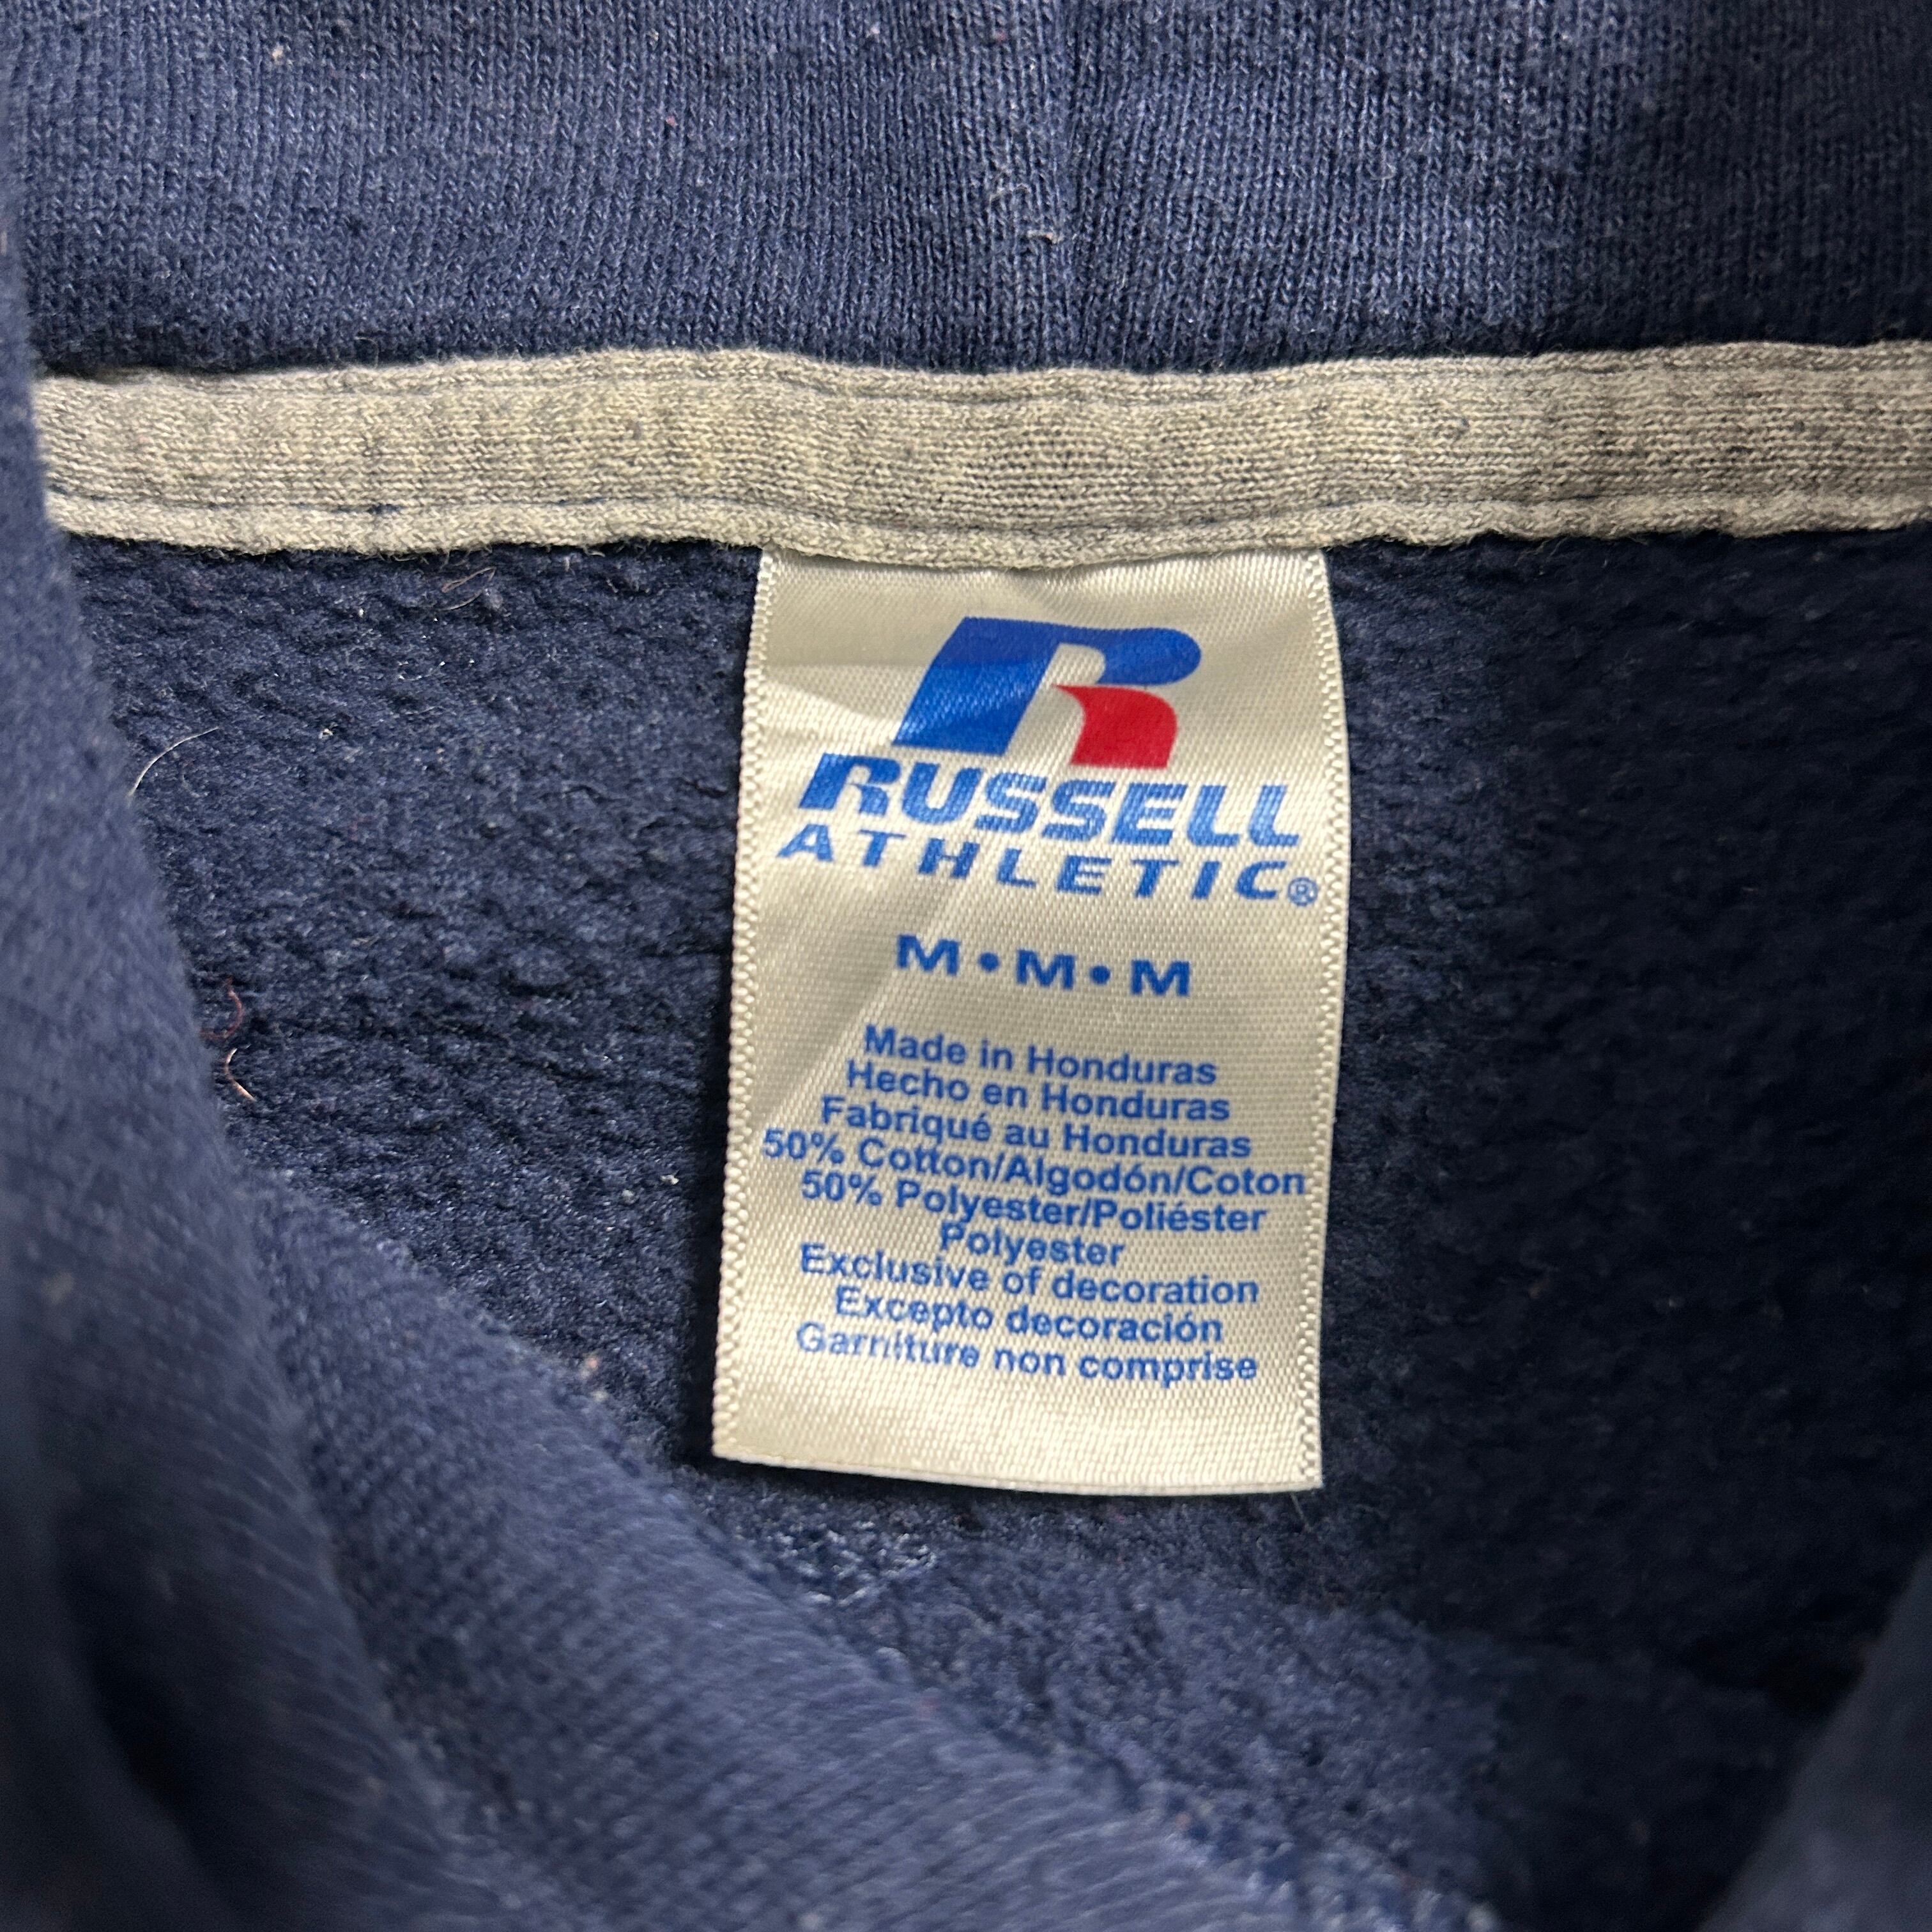 R
RUSSELL
ATHLETIC®
M•M•M
Made in Honduras
Hecho en Honduras
Fabriqué au Honduras
50% Cotton/Algodón/Coton
50% Polyester/Poliéster
Polyester
Exclusive of decoration
Excepto decoración
Garniture non comprise